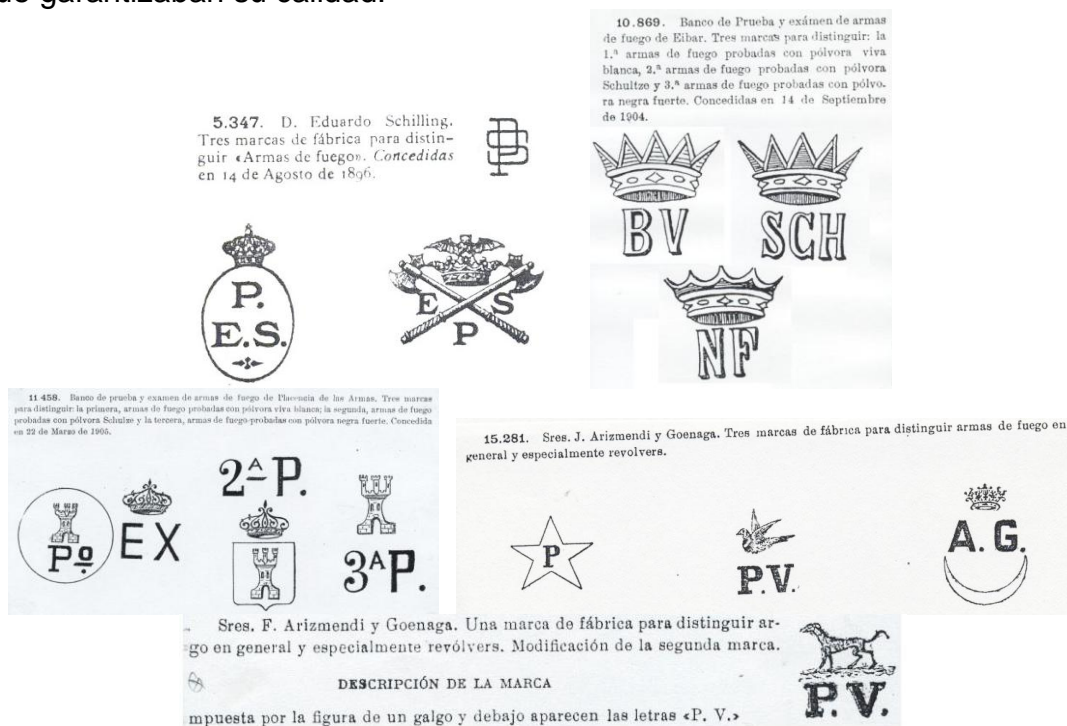 do garantizaban su calidad.
5.347. D. Eduardo Schilling.
Tres marcas de fábrica para distin-
guir «Armas de fuego». Concedidas
en 14 de Agosto de 1896.
P.
E.S.
E S
P
10.869. Banco de Prueba y exámen de armas
de fuego de Eibar. Tres marcas para distinguir: la
1.ª armas de fuego probadas con pólvora viva
blanca, 2.ª armas de fuego probadas con pólvora
Schultze y 3.ª armas de fuego probadas con pólvo-
ra negra fuerte. Concedidas en 14 de Septiembre
de 1904.
BV
SCH
NF
11 458. Banco de prueba y examen de armas de fuego de Placencia de las Armas. Tres marcas
para distinguir: la primera, armas de fuego probadas con pólvora viva blanca; la segunda, armas de fuego
probadas con pólvora Schulze y la tercera, armas de fuego probadas con pólvora negra fuerte. Concedida
en 22 de Marzo de 1905.
Pº
EX
2ᴬ P.
3ᴬ P.
15.281. Sres. J. Arizmendi y Goenaga. Tres marcas de fábrica para distinguir armas de fuego en
general y especialmente revolvers.
P
P.V.
A. G.
Sres. F. Arizmendi y Goenaga. Una marca de fábrica para distinguir ar-
go en general y especialmente revólvers. Modificación de la segunda marca.
DESCRIPCIÓN DE LA MARCA
mpuesta por la figura de un galgo y debajo aparecen las letras «P. V.»
P. V.